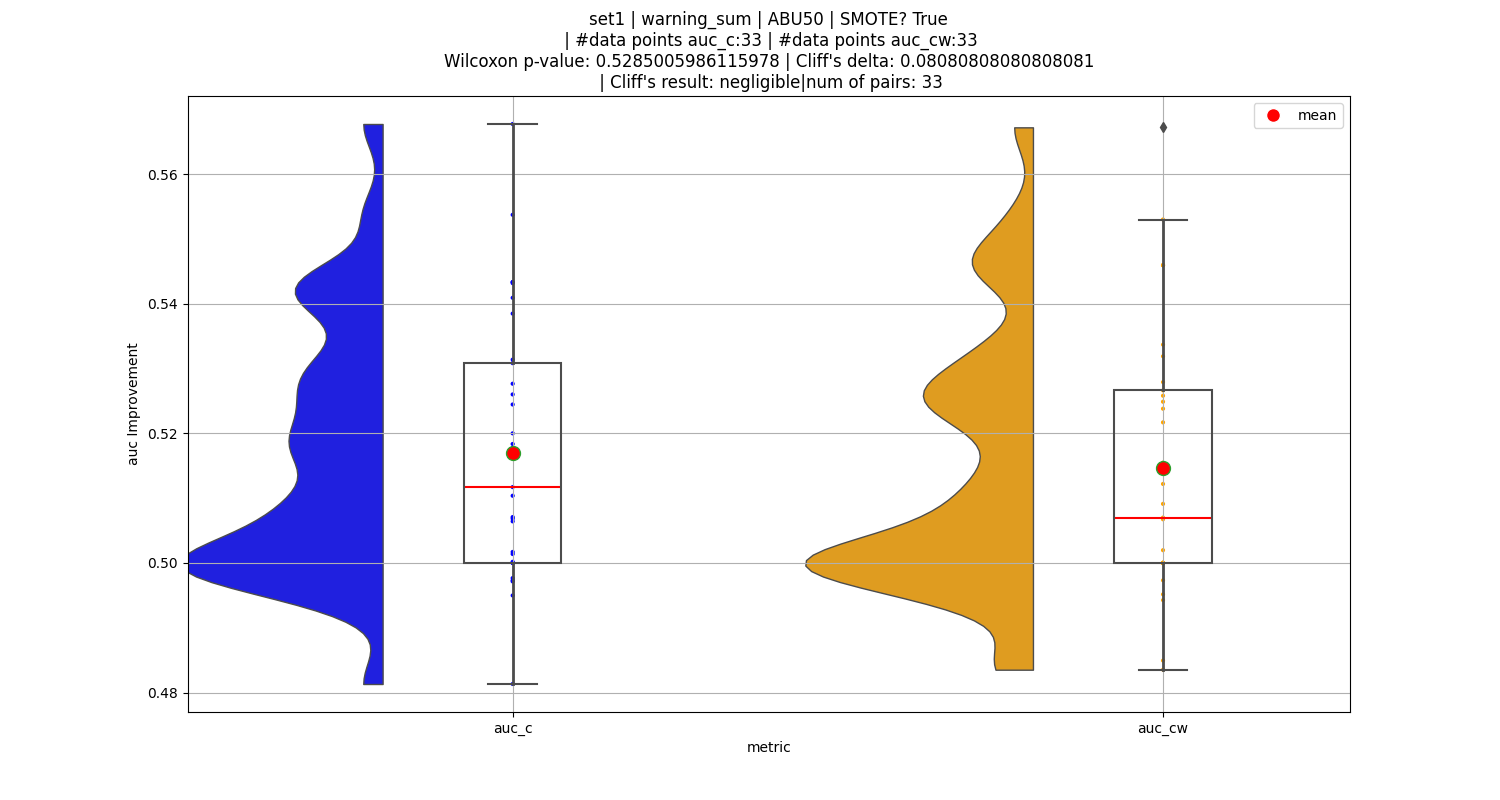 set1 | warning_sum | ABU50 | SMOTE? True
| #data points auc_c:33 | #data points auc_cw:33
Wilcoxon p-value: 0.5285005986115978 | Cliff's delta: 0.08080808080808081
| Cliff's result: negligible|num of pairs: 33
mean
0.56
0.54
0.52
0.50
0.48
auc Improvement
auc_c
auc_cw
metric